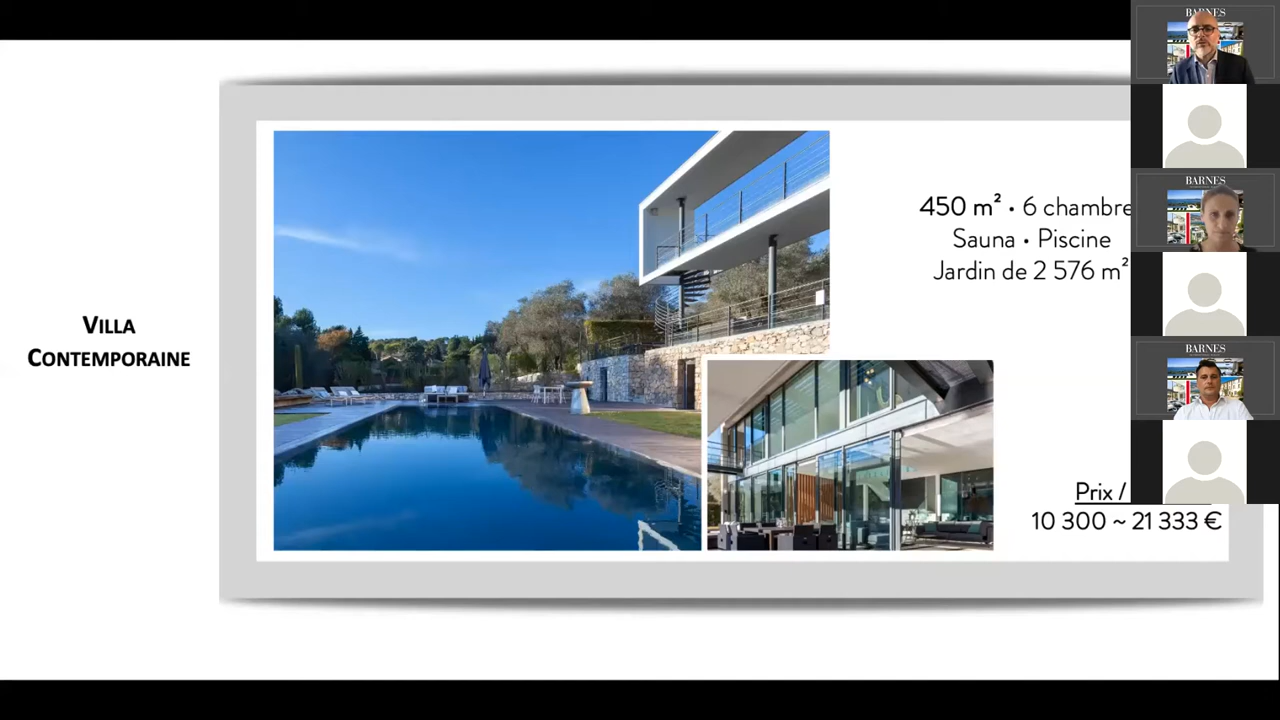 BARNES
450 m² • 6 chambre
Sauna • Piscine
Jardin de 2 576 m²
BARNES
VILLA
CONTEMPORAINE
BARNES
Prix /
10 300 ~ 21 333 €